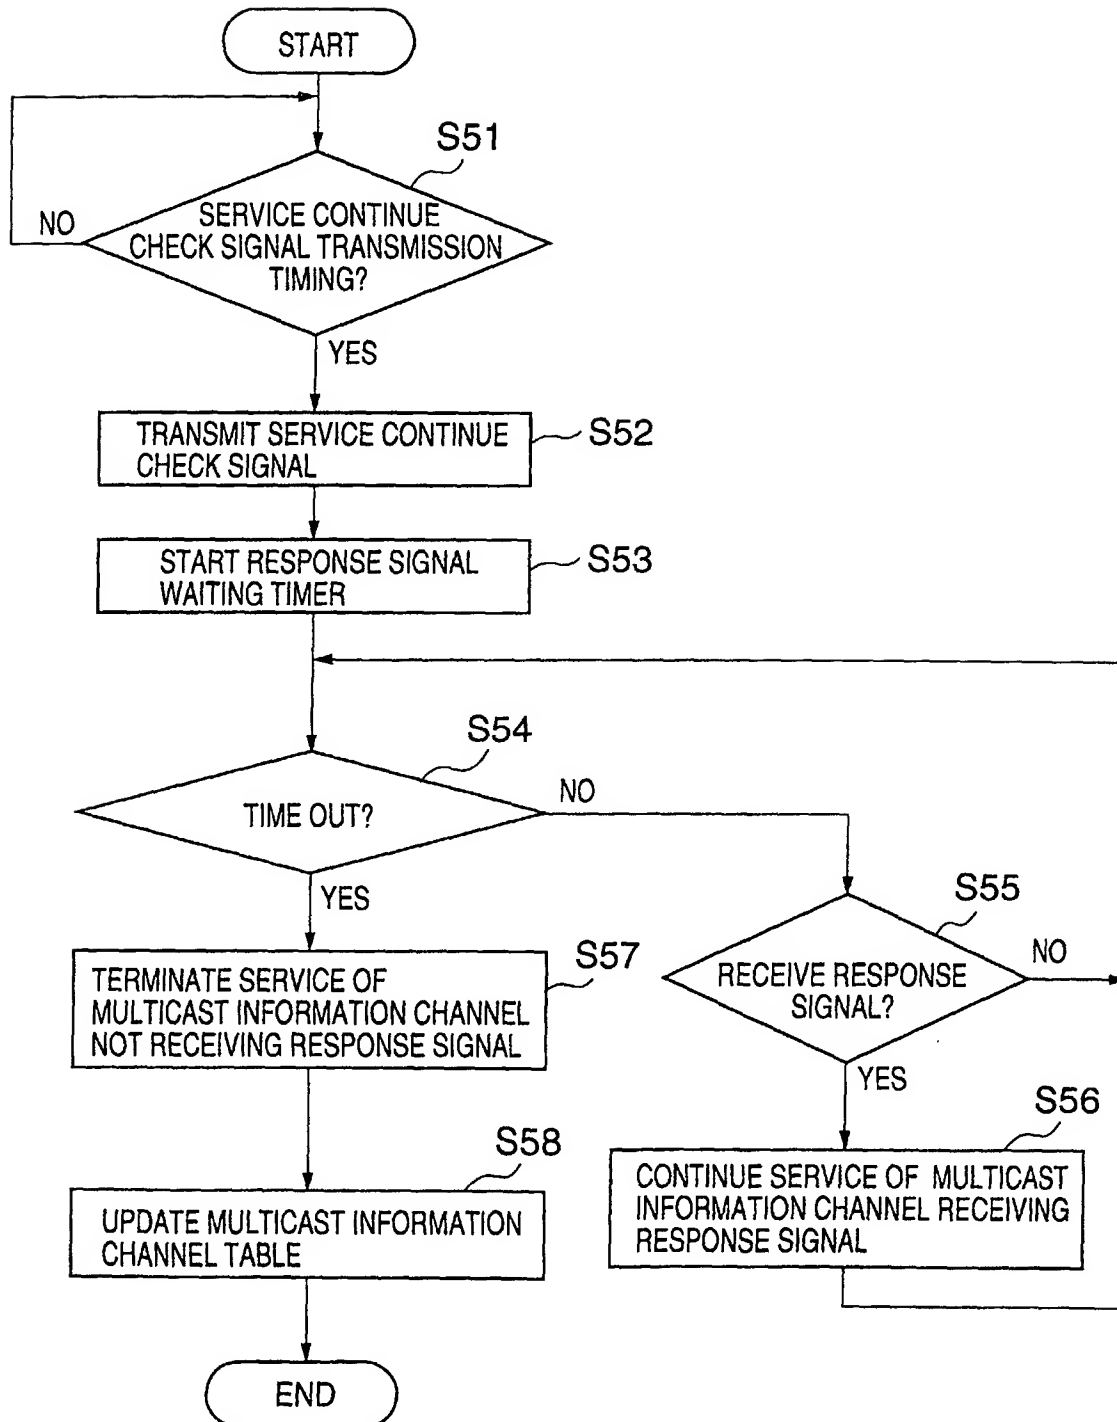 START
S51
NO
SERVICE CONTINUE
CHECK SIGNAL TRANSMISSION
TIMING?
YES
TRANSMIT SERVICE CONTINUE
CHECK SIGNAL
S52
START RESPONSE SIGNAL
WAITING TIMER
S53
S54
TIME OUT?
NO
YES
S55
RECEIVE RESPONSE
SIGNAL?
NO
YES
S57
TERMINATE SERVICE OF
MULTICAST INFORMATION CHANNEL
NOT RECEIVING RESPONSE SIGNAL
S56
CONTINUE SERVICE OF MULTICAST
INFORMATION CHANNEL RECEIVING
RESPONSE SIGNAL
S58
UPDATE MULTICAST INFORMATION
CHANNEL TABLE
END